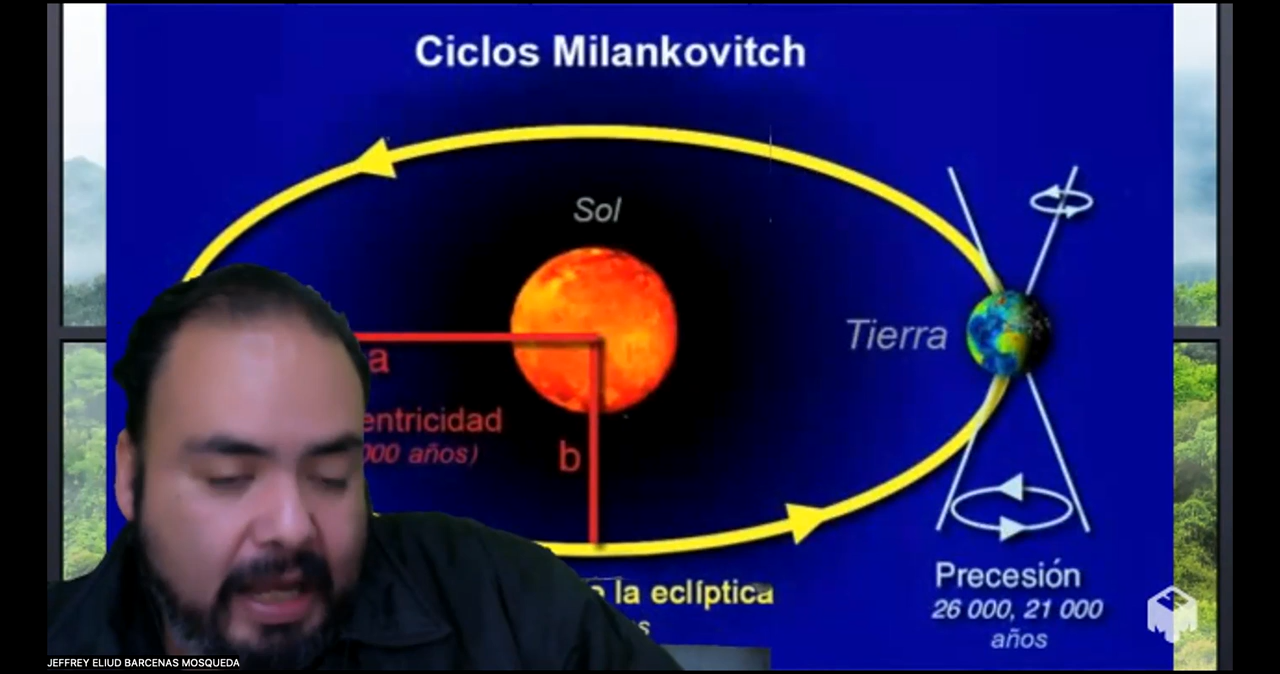 Ciclos Milankovitch
Sol
Tierra
a
entricidad
000 años)
b
la eclíptica
Precesión
26 000, 21 000
años
JEFFREY ELIUD BARCENAS MOSQUEDA